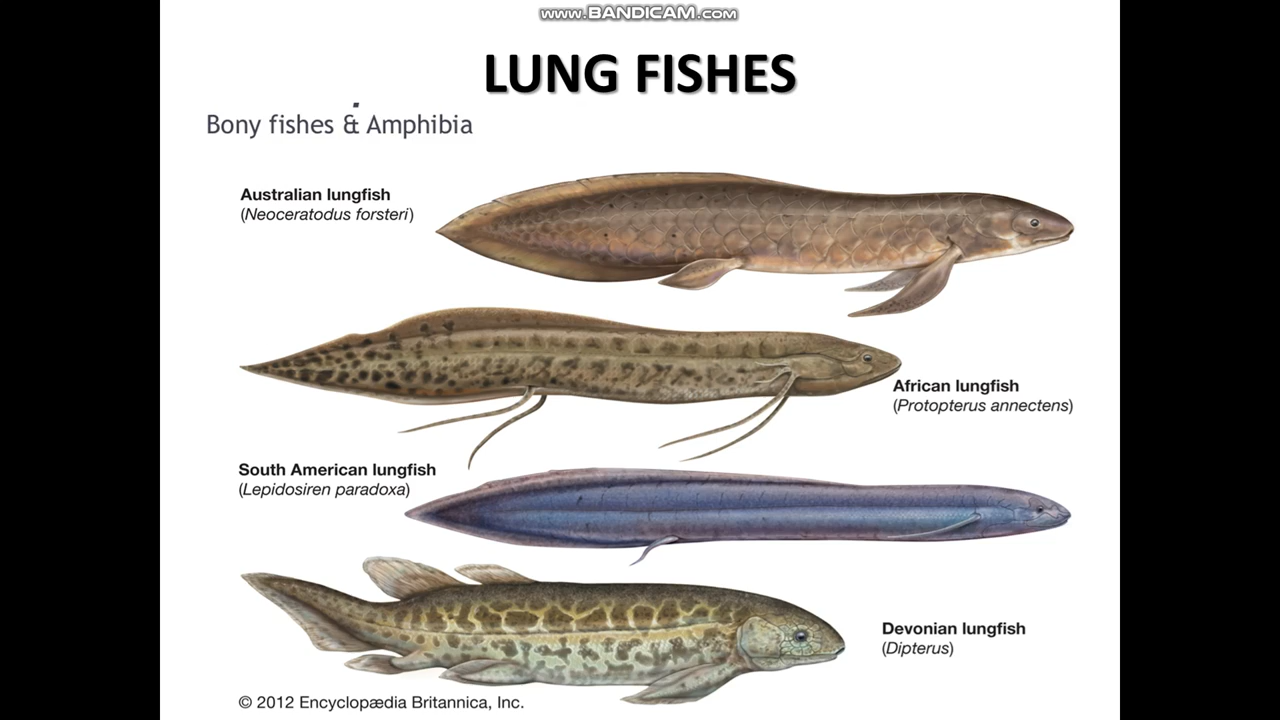 www.BANDICAM.com
LUNG FISHES
Bony fishes & Amphibia
Australian lungfish
(Neoceratodus forsteri)
African lungfish
(Protopterus annectens)
South American lungfish
(Lepidosiren paradoxa)
Devonian lungfish
(Dipterus)
© 2012 Encyclopædia Britannica, Inc.